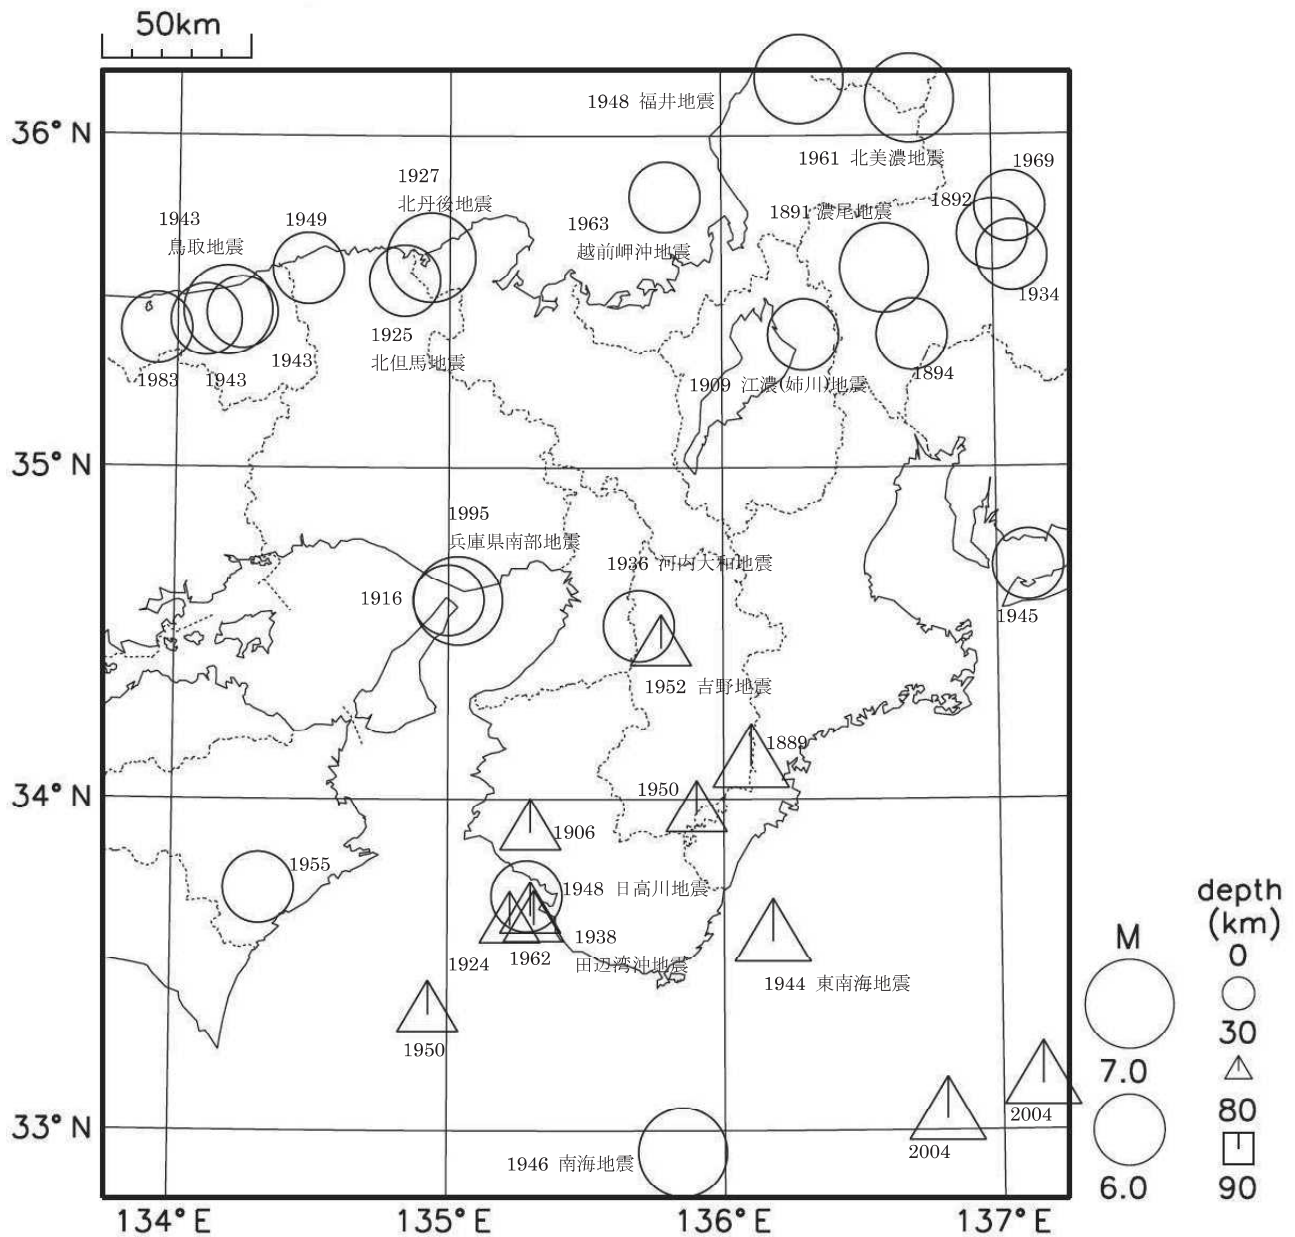 50km
1948 福井地震
36°N
1961 北美濃地震
1969
1927
北丹後地震
1892
1943
鳥取地震
1949
1963
越前岬沖地震
1891 濃尾地震
1934
1925
北但馬地震
1983
1943
1943
1909 江濃(姉川)地震
1894
35°N
1995
兵庫県南部地震
1936 河内大和地震
1916
1945
1952 吉野地震
1889
1950
34°N
1906
1955
1948 日高川地震
1938
田辺湾沖地震
1924
1962
1944 東南海地震
1950
2004
33°N
2004
1946 南海地震
134°E
135°E
136°E
137°E
M
7.0
6.0
depth
(km)
0
30
80
90